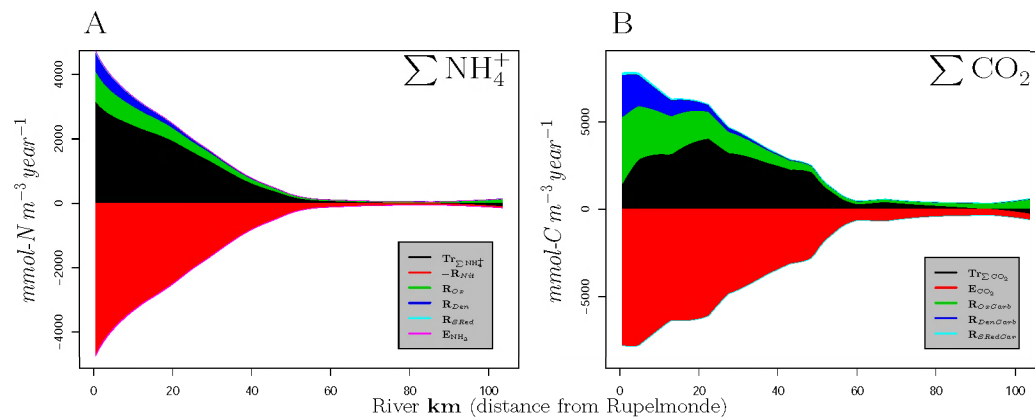 A
∑ NH₄⁺
mmol-N m⁻³ year⁻¹
4000
2000
0
−2000
−4000
Tr∑NH₄⁺
−R_Nit
R_Ox
R_Den
R_SRed
E_NH₃
0 20 40 60 80 100
B
∑ CO₂
mmol-C m⁻³ year⁻¹
5000
0
−5000
Tr∑CO₂
E_CO₂
R_OxCarb
R_DenCarb
R_SRedCar
0 20 40 60 80 100
River km (distance from Rupelmonde)